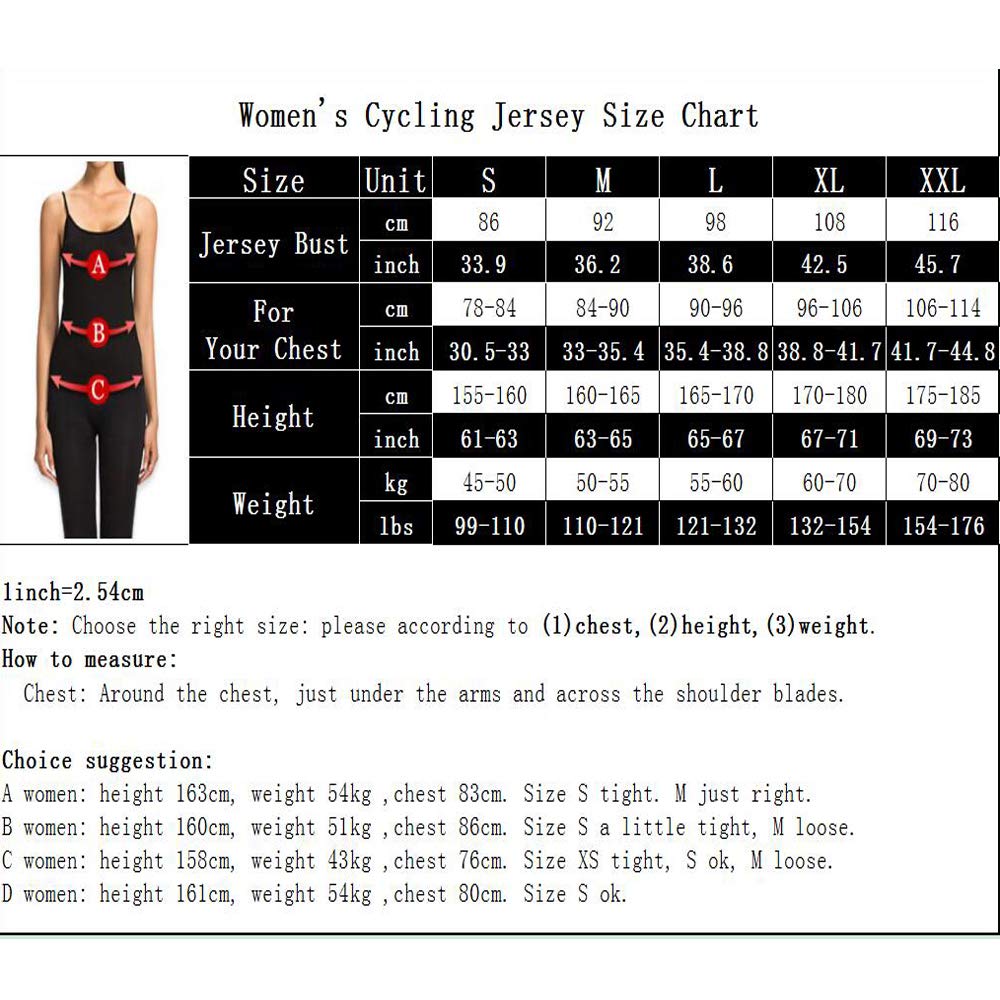 Women's Cycling Jersey Size Chart
Size Unit S M L XL XXL
Jersey Bust cm 86 92 98 108 116
inch 33.9 36.2 38.6 42.5 45.7
For Your Chest cm 78-84 84-90 90-96 96-106 106-114
inch 30.5-33 33-35.4 35.4-38.8 38.8-41.7 41.7-44.8
Height cm 155-160 160-165 165-170 170-180 175-185
inch 61-63 63-65 65-67 67-71 69-73
Weight kg 45-50 50-55 55-60 60-70 70-80
lbs 99-110 110-121 121-132 132-154 154-176
A
B
C
1inch=2.54cm
Note: Choose the right size: please according to (1)chest,(2)height,(3)weight.
How to measure:
Chest: Around the chest, just under the arms and across the shoulder blades.
Choice suggestion:
A women: height 163cm, weight 54kg ,chest 83cm. Size S tight. M just right.
B women: height 160cm, weight 51kg ,chest 86cm. Size S a little tight, M loose.
C women: height 158cm, weight 43kg ,chest 76cm. Size XS tight, S ok, M loose.
D women: height 161cm, weight 54kg ,chest 80cm. Size S ok.